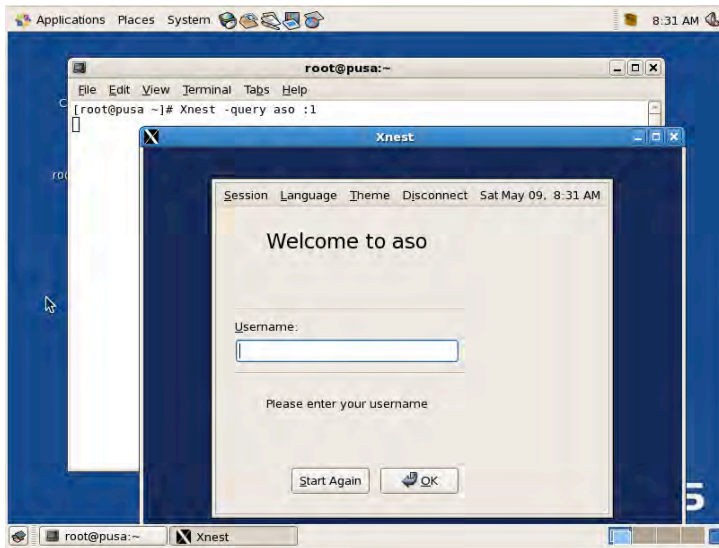 Applications Places System 8:31 AM
root@pusa:~
File Edit View Terminal Tabs Help
[root@pusa ~]# Xnest -query aso :1
Xnest
Session Language Theme Disconnect Sat May 09, 8:31 AM
Welcome to aso
Username:
Please enter your username
Start Again OK
5
root@pusa:~ Xnest